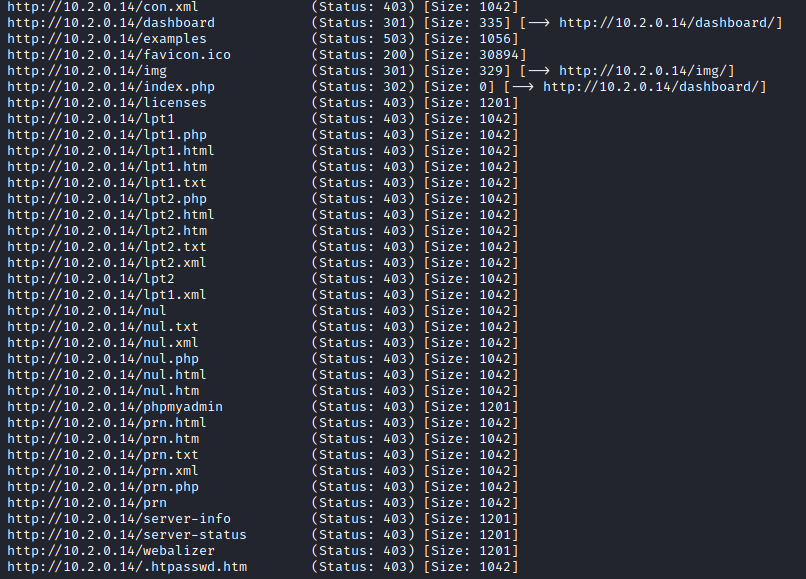 http://10.2.0.14/con.xml (Status: 403) [Size: 1042]
http://10.2.0.14/dashboard (Status: 301) [Size: 335] [--> http://10.2.0.14/dashboard/]
http://10.2.0.14/examples (Status: 503) [Size: 1056]
http://10.2.0.14/favicon.ico (Status: 200) [Size: 30894]
http://10.2.0.14/img (Status: 301) [Size: 329] [--> http://10.2.0.14/img/]
http://10.2.0.14/index.php (Status: 302) [Size: 0] [--> http://10.2.0.14/dashboard/]
http://10.2.0.14/licenses (Status: 403) [Size: 1201]
http://10.2.0.14/lpt1 (Status: 403) [Size: 1042]
http://10.2.0.14/lpt1.php (Status: 403) [Size: 1042]
http://10.2.0.14/lpt1.html (Status: 403) [Size: 1042]
http://10.2.0.14/lpt1.htm (Status: 403) [Size: 1042]
http://10.2.0.14/lpt1.txt (Status: 403) [Size: 1042]
http://10.2.0.14/lpt2.php (Status: 403) [Size: 1042]
http://10.2.0.14/lpt2.html (Status: 403) [Size: 1042]
http://10.2.0.14/lpt2.htm (Status: 403) [Size: 1042]
http://10.2.0.14/lpt2.txt (Status: 403) [Size: 1042]
http://10.2.0.14/lpt2.xml (Status: 403) [Size: 1042]
http://10.2.0.14/lpt2 (Status: 403) [Size: 1042]
http://10.2.0.14/lpt1.xml (Status: 403) [Size: 1042]
http://10.2.0.14/nul (Status: 403) [Size: 1042]
http://10.2.0.14/nul.txt (Status: 403) [Size: 1042]
http://10.2.0.14/nul.xml (Status: 403) [Size: 1042]
http://10.2.0.14/nul.php (Status: 403) [Size: 1042]
http://10.2.0.14/nul.html (Status: 403) [Size: 1042]
http://10.2.0.14/nul.htm (Status: 403) [Size: 1042]
http://10.2.0.14/phpmyadmin (Status: 403) [Size: 1201]
http://10.2.0.14/prn.html (Status: 403) [Size: 1042]
http://10.2.0.14/prn.htm (Status: 403) [Size: 1042]
http://10.2.0.14/prn.txt (Status: 403) [Size: 1042]
http://10.2.0.14/prn.xml (Status: 403) [Size: 1042]
http://10.2.0.14/prn.php (Status: 403) [Size: 1042]
http://10.2.0.14/prn (Status: 403) [Size: 1042]
http://10.2.0.14/server-info (Status: 403) [Size: 1201]
http://10.2.0.14/server-status (Status: 403) [Size: 1201]
http://10.2.0.14/webalizer (Status: 403) [Size: 1201]
http://10.2.0.14/.htpasswd.htm (Status: 403) [Size: 1042]